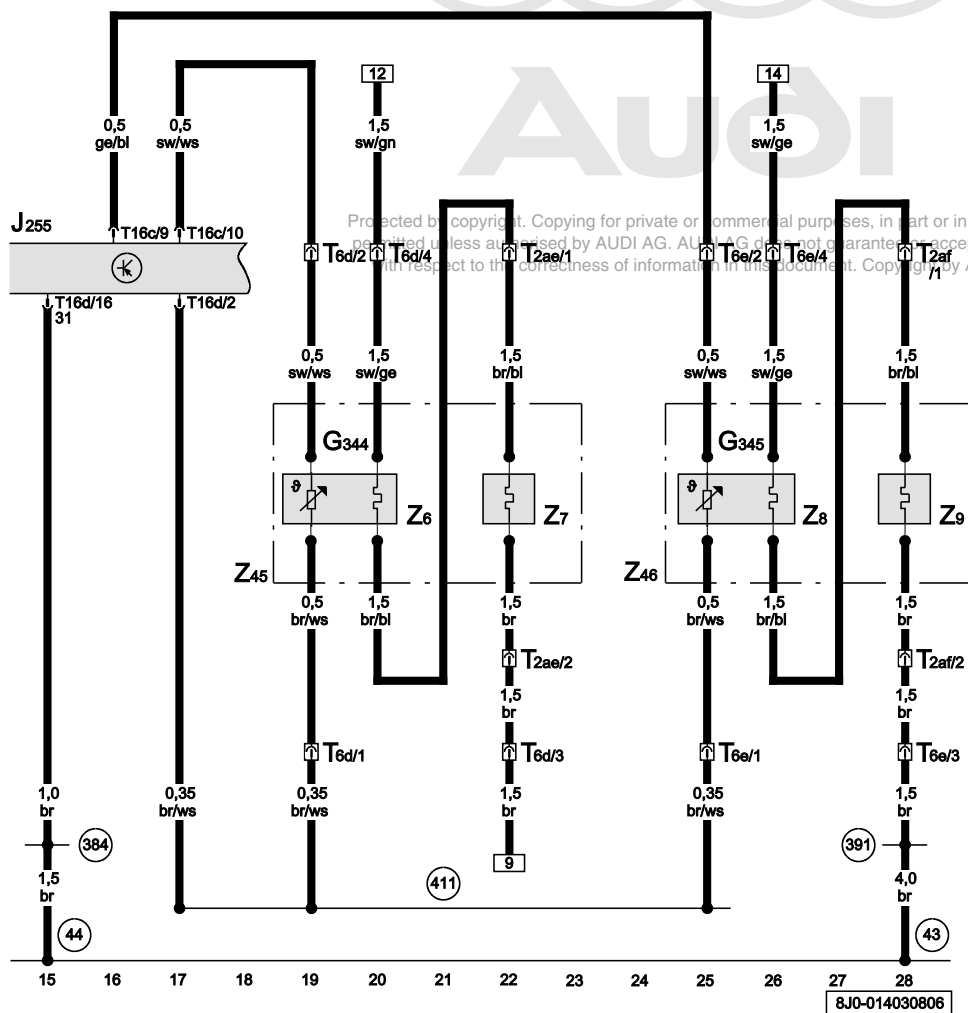 Audi
12
14
0,5
ge/bl
0,5
sw/ws
1,5
sw/gn
1,5
sw/ge
J255
T16c/9
T16c/10
Protected by copyright. Copying for private or commercial purposes, in part or in
permitted unless authorised by AUDI AG. AUDI AG does not guarantee or accep
with respect to the correctness of information in this document. Copyright by A
T6d/2
T6d/4
T2ae/1
T6e/2
T6e/4
T2af
/1
T16d/16
31
T16d/2
0,5
sw/ws
1,5
sw/ge
1,5
br/bl
0,5
sw/ws
1,5
sw/ge
1,5
br/bl
G344
G345
ϑ
Z6
Z7
ϑ
Z8
Z9
Z45
Z46
0,5
br/ws
1,5
br/bl
1,5
br
0,5
br/ws
1,5
br/bl
1,5
br
T2ae/2
T2af/2
1,5
br
1,5
br
T6d/1
T6d/3
T6e/1
T6e/3
1,0
br
0,35
br/ws
0,35
br/ws
1,5
br
0,35
br/ws
1,5
br
384
391
9
1,5
br
411
4,0
br
44
43
15 16 17 18 19 20 21 22 23 24 25 26 27 28
8J0-014030806